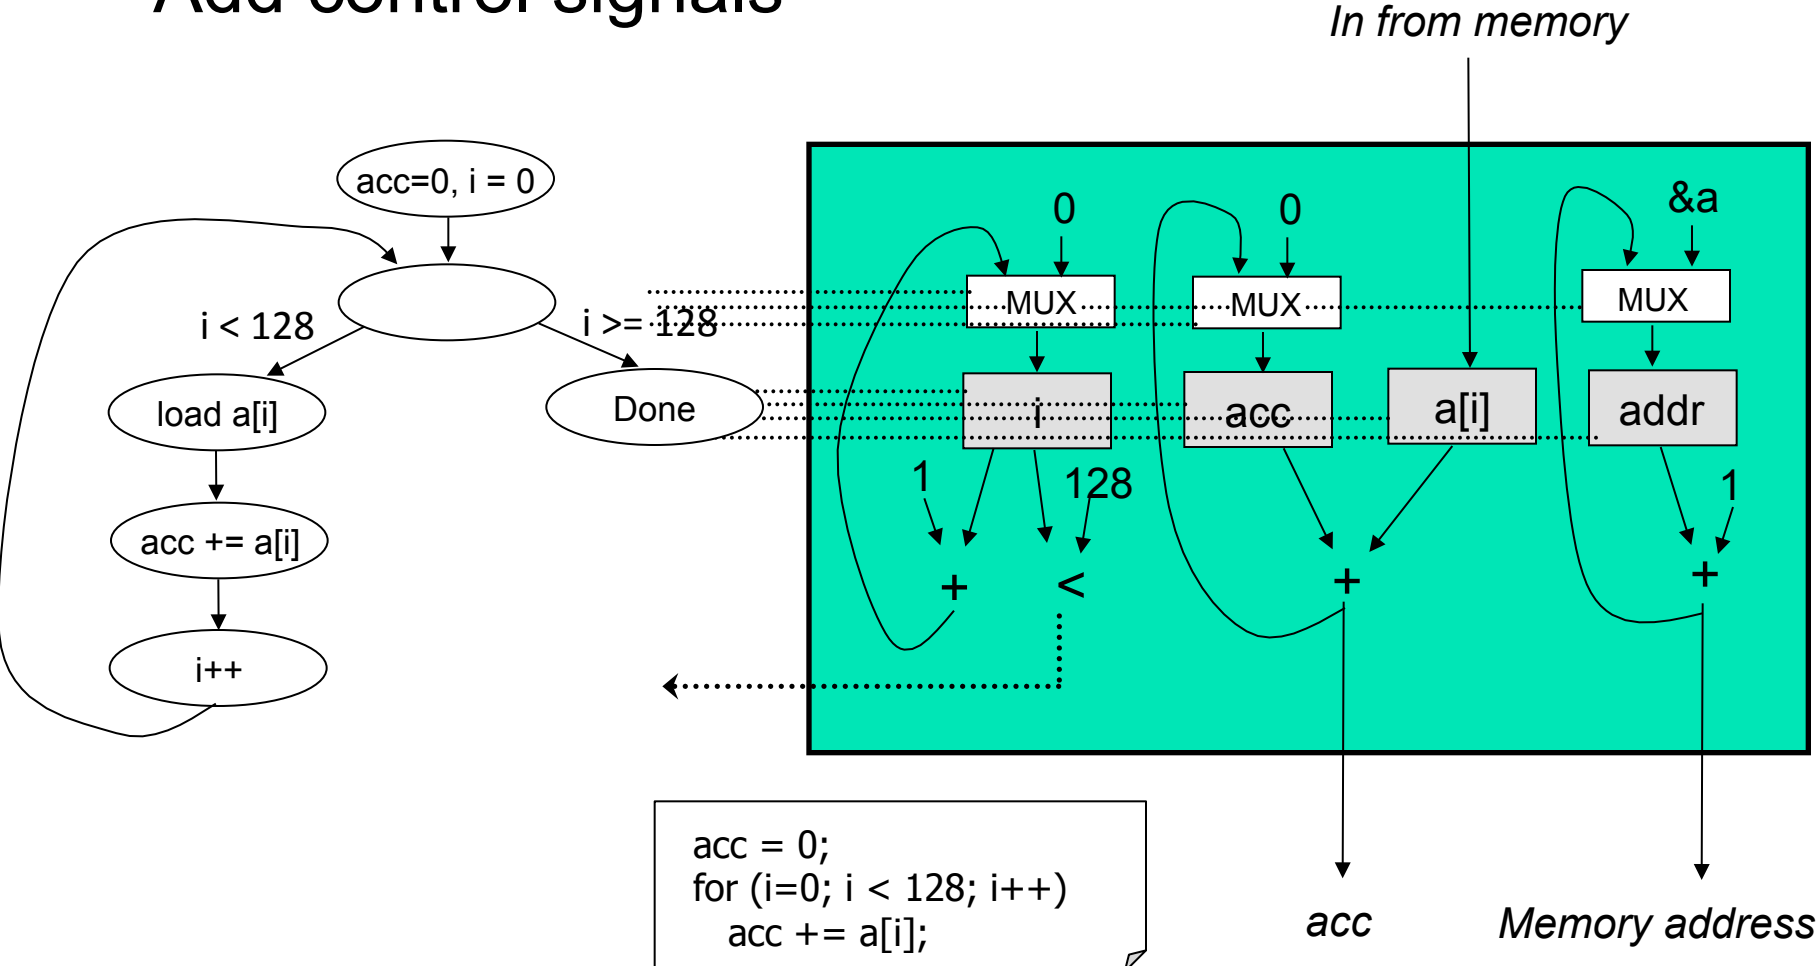 Add control signals
In from memory
acc=0, i = 0
i < 128
i >= 128
load a[i]
Done
acc += a[i]
i++
0
0
&a
MUX
MUX
MUX
i
acc
a[i]
addr
1
128
1
+
<
+
+
acc = 0;
for (i=0; i < 128; i++)
acc += a[i];
acc
Memory address